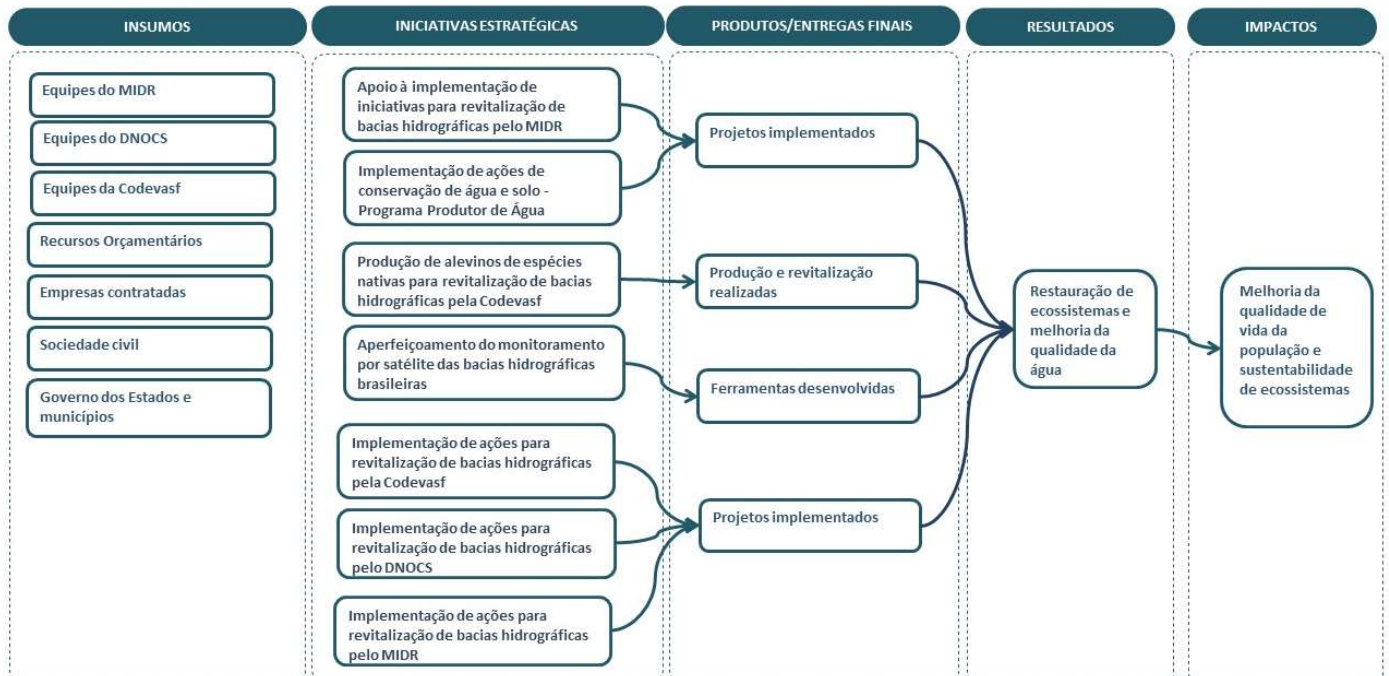 INSUMOS
INICIATIVAS ESTRATÉGICAS
PRODUTOS/ENTREGAS FINAIS
RESULTADOS
IMPACTOS
Equipes do MIDR
Equipes do DNOCS
Equipes da Codevasf
Recursos Orçamentários
Empresas contratadas
Sociedade civil
Governo dos Estados e
municípios
Apoio à implementação de
iniciativas para revitalização de
bacias hidrográficas pelo MIDR
Implementação de ações de
conservação de água e solo -
Programa Produtor de Água
Produção de alevinos de espécies
nativas para revitalização de bacias
hidrográficas pela Codevasf
Aperfeiçoamento do monitoramento
por satélite das bacias hidrográficas
brasileiras
Implementação de ações para
revitalização de bacias hidrográficas
pela Codevasf
Implementação de ações para
revitalização de bacias hidrográficas
pelo DNOCS
Implementação de ações para
revitalização de bacias hidrográficas
pelo MIDR
Projetos implementados
Produção e revitalização
realizadas
Ferramentas desenvolvidas
Projetos implementados
Restauração de
ecossistemas e
melhoria da
qualidade da
água
Melhoria da
qualidade de
vida da
população e
sustentabilidade
de ecossistemas